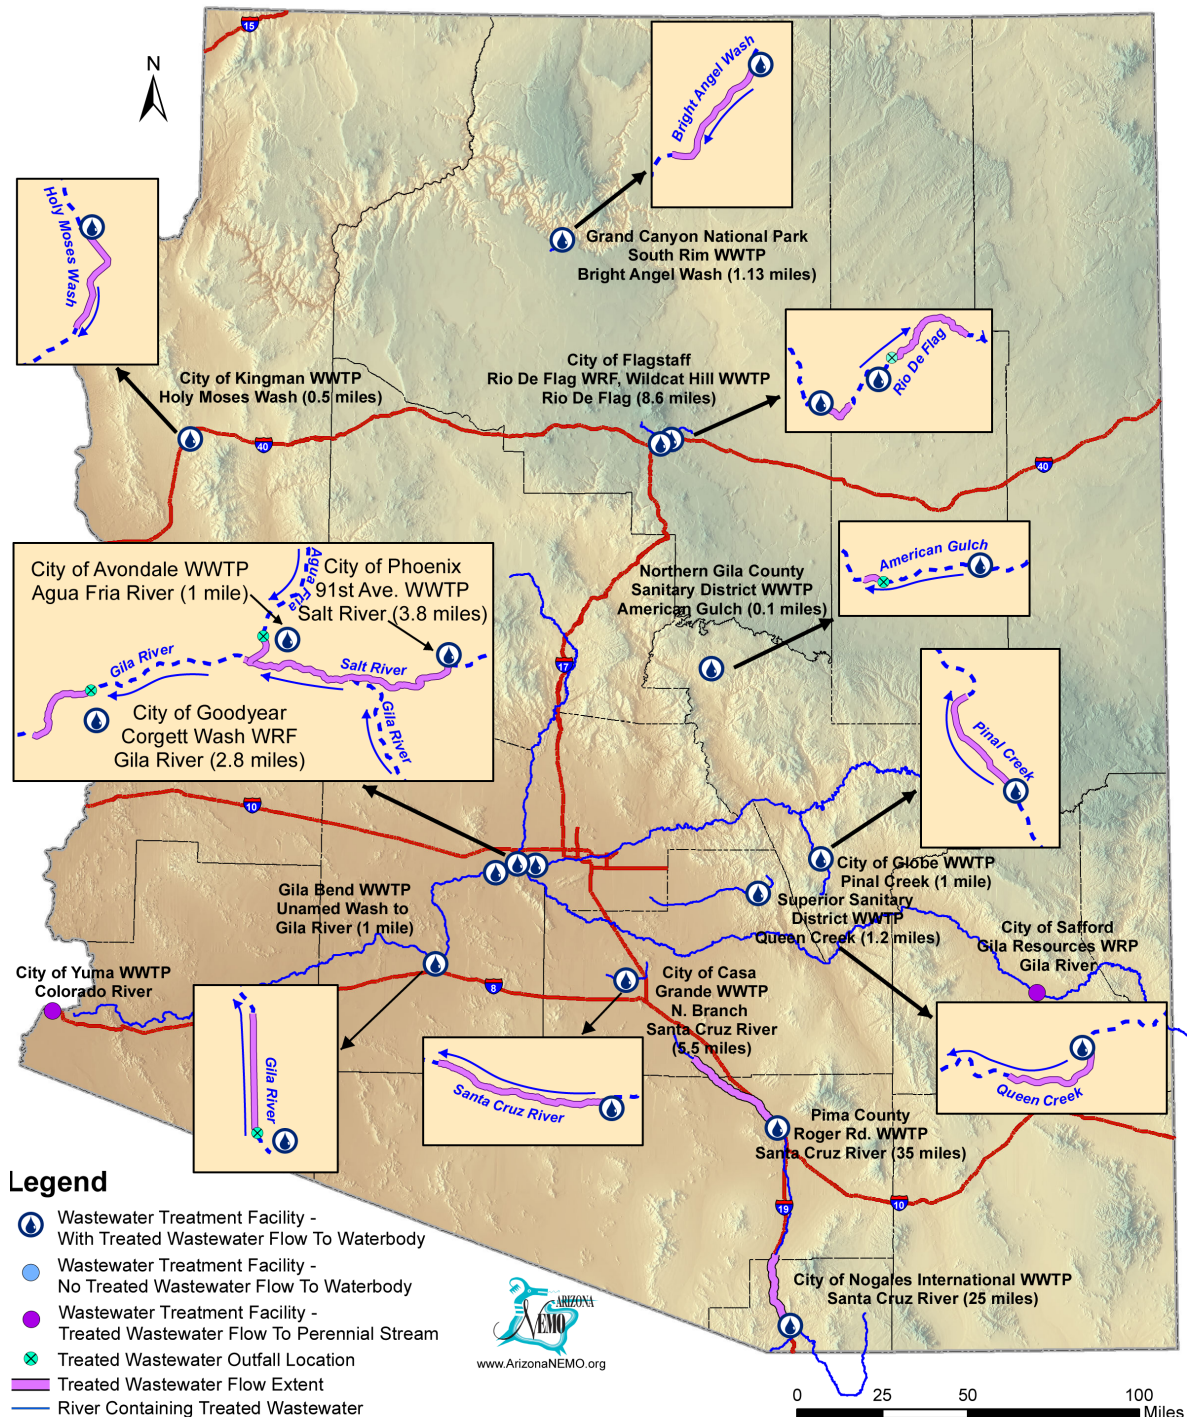 15
N
Bright Angel Wash
Grand Canyon National Park
South Rim WWTP
Bright Angel Wash (1.13 miles)
Holy Moses Wash
City of Kingman WWTP
Holy Moses Wash (0.5 miles)
40
City of Flagstaff
Rio De Flag WRF, Wildcat Hill WWTP
Rio De Flag (8.6 miles)
Rio De Flag
40
American Gulch
Northern Gila County
Sanitary District WWTP
American Gulch (0.1 miles)
City of Avondale WWTP
Agua Fria River (1 mile)
Agua Fria
City of Phoenix
91st Ave. WWTP
Salt River (3.8 miles)
Gila River
Salt River
Gila River
City of Goodyear
Corgett Wash WRF
Gila River (2.8 miles)
17
Pinal Creek
10
City of Globe WWTP
Pinal Creek (1 mile)
Superior Sanitary
District WWTP
Queen Creek (1.2 miles)
Gila Bend WWTP
Unamed Wash to
Gila River (1 mile)
City of Safford
Gila Resources WRP
Gila River
City of Yuma WWTP
Colorado River
8
City of Casa
Grande WWTP
N. Branch
Santa Cruz River
(5.5 miles)
Gila River
Santa Cruz River
Queen Creek
Pima County
Roger Rd. WWTP
Santa Cruz River (35 miles)
19
10
City of Nogales International WWTP
Santa Cruz River (25 miles)
Legend
Wastewater Treatment Facility -
With Treated Wastewater Flow To Waterbody
Wastewater Treatment Facility -
No Treated Wastewater Flow To Waterbody
Wastewater Treatment Facility -
Treated Wastewater Flow To Perennial Stream
Treated Wastewater Outfall Location
Treated Wastewater Flow Extent
River Containing Treated Wastewater
ARIZONA
NEMO
www.ArizonaNEMO.org
0 25 50 100
Miles